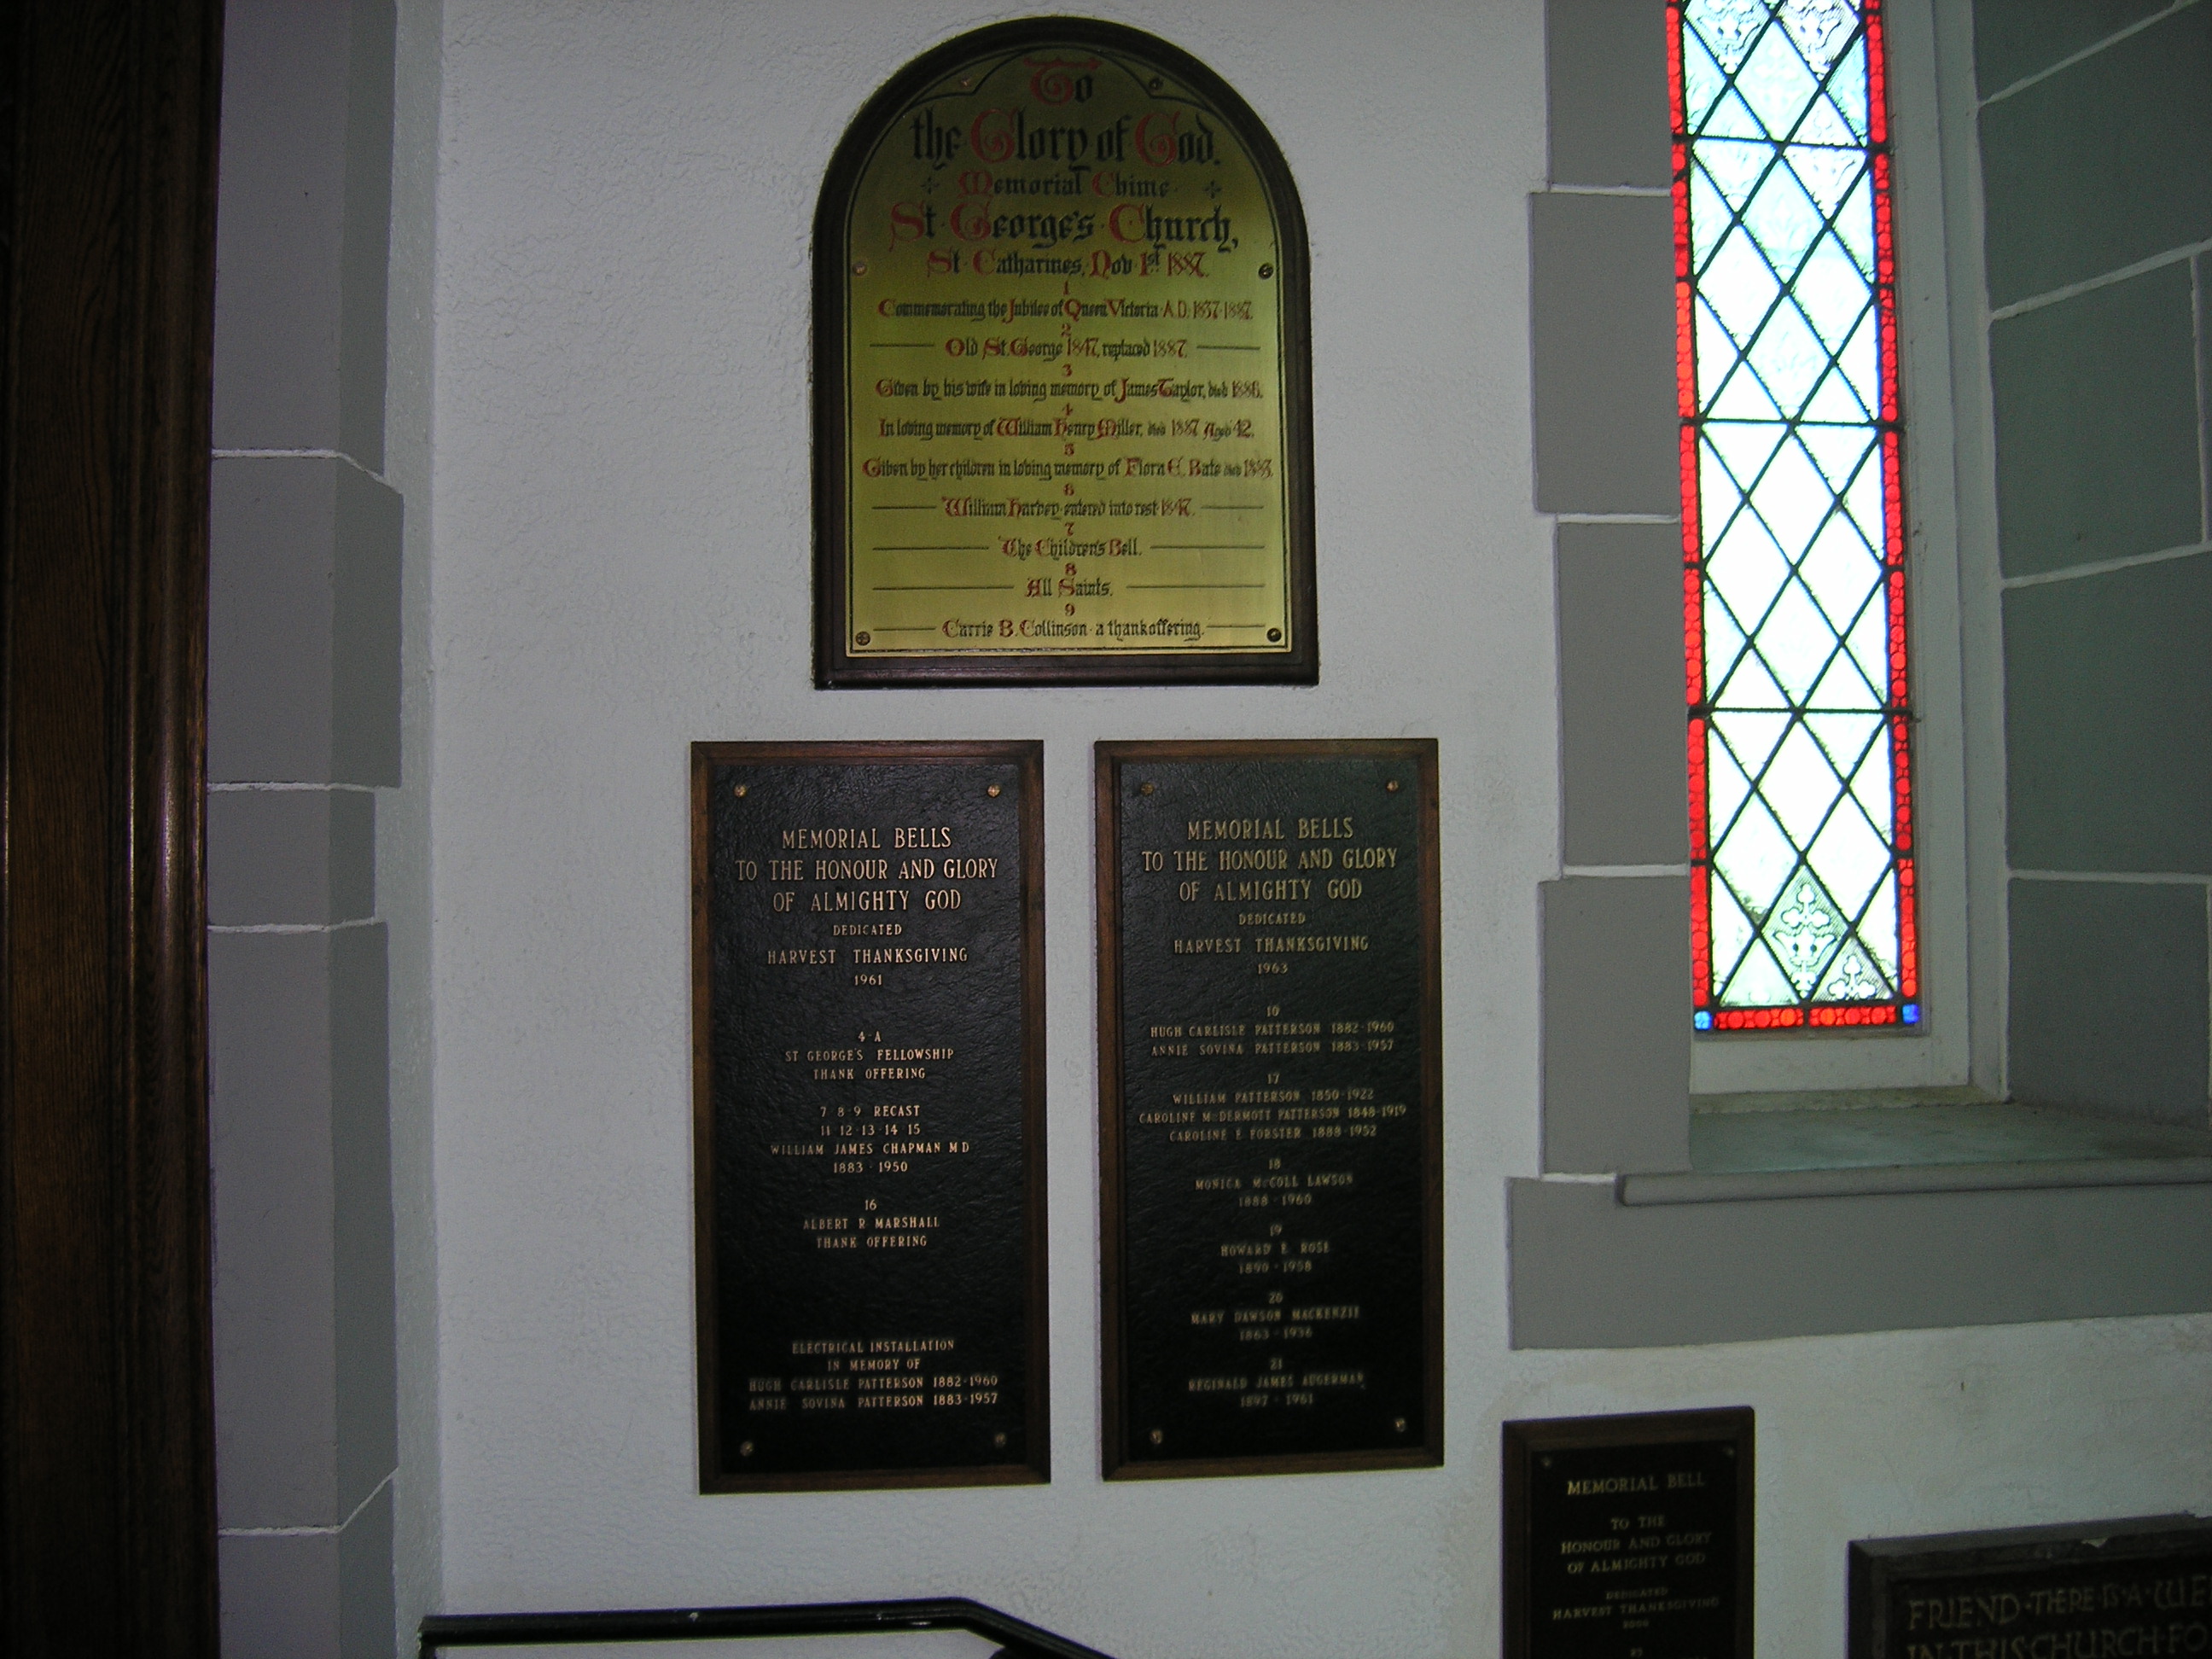 To
the Glory of God.
Memorial Chime
St George's Church,
St Catharines, Nov 1st 1887.
1
Commemorating the Jubilee of Queen Victoria A.D. 1837-1887.
2
Old St. George 1847, replaced 1887.
3
Given by his wife in loving memory of James Taylor, died 1886.
4
In loving memory of William Henry Miller, died 1887 Aged 42.
5
Given by her children in loving memory of Flora E. Bate died
6
William Harvey entered into rest 1847.
7
The Children's Bell.
8
All Saints.
9
Carrie B. Collinson a thankoffering.
MEMORIAL BELLS
TO THE HONOUR AND GLORY
OF ALMIGHTY GOD
DEDICATED
HARVEST THANKSGIVING
1961
4-A
ST GEORGE'S FELLOWSHIP
THANK OFFERING
7·8·9 RECAST
11·12·13·14·15
WILLIAM JAMES CHAPMAN M D
1883 · 1950
16
ALBERT R MARSHALL
THANK OFFERING
ELECTRICAL INSTALLATION
IN MEMORY OF
HUGH CARLISLE PATTERSON 1882-1960
ANNIE SOVINA PATTERSON 1883-1957
MEMORIAL BELLS
TO THE HONOUR AND GLORY
OF ALMIGHTY GOD
DEDICATED
HARVEST THANKSGIVING
1963
10
HUGH CARLISLE PATTERSON 1882-1960
ANNIE SOVINA PATTERSON 1883-1957
17
WILLIAM PATTERSON 1850-1922
CAROLINE McDERMOTT PATTERSON 1848-1919
CAROLINE E FORSTER 1888-1952
18
MONICA McCOLL LAWSON
1888 - 1960
19
HOWARD E ROSE
1890 - 1958
20
MARY DAWSON MACKENZIE
1863 - 1936
21
REGINALD JAMES AUGERMAN
1897 - 1961
MEMORIAL BELL
TO THE
HONOUR AND GLORY
OF ALMIGHTY GOD
DEDICATED
HARVEST THANKSGIVING
FRIEND·THERE·IS·A·WE
IN·THIS·CHURCH·FO